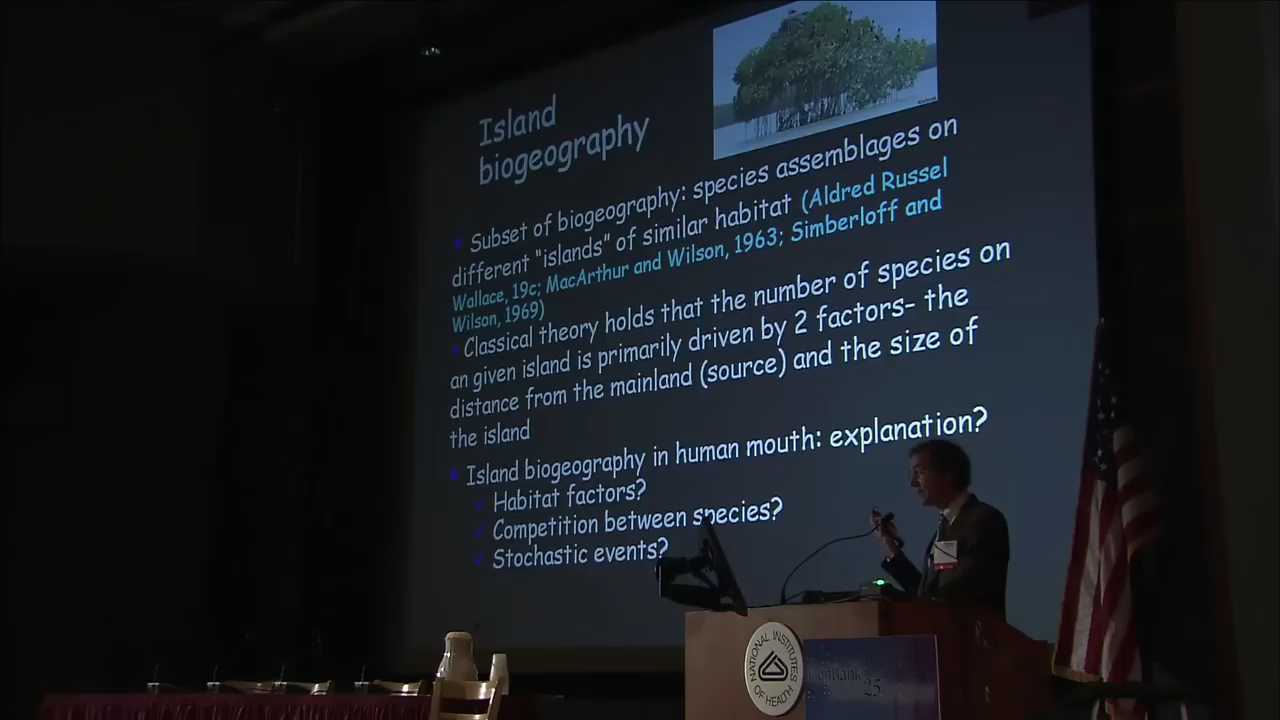 Island
biogeography
Subset of biogeography: species assemblages on
different "islands" of similar habitat (Aldred Russel
Wallace, 19c; MacArthur and Wilson, 1963; Simberloff and
Wilson, 1969)
Classical theory holds that the number of species on
an given island is primarily driven by 2 factors- the
distance from the mainland (source) and the size of
the island
Island biogeography in human mouth: explanation?
Habitat factors?
Competition between species?
Stochastic events?
NATIONAL INSTITUTES
OF HEALTH
GenBank
25